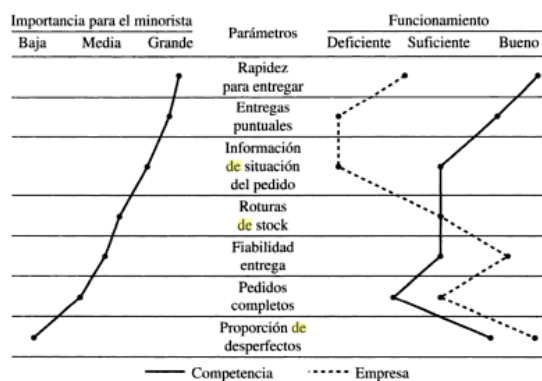 Importancia para el minorista
Parámetros
Funcionamiento
Baja Media Grande
Deficiente Suficiente Bueno
Rapidez
para entregar
Entregas
puntuales
Información
de situación
del pedido
Roturas
de stock
Fiabilidad
entrega
Pedidos
completos
Proporción de
desperfectos
Competencia Empresa